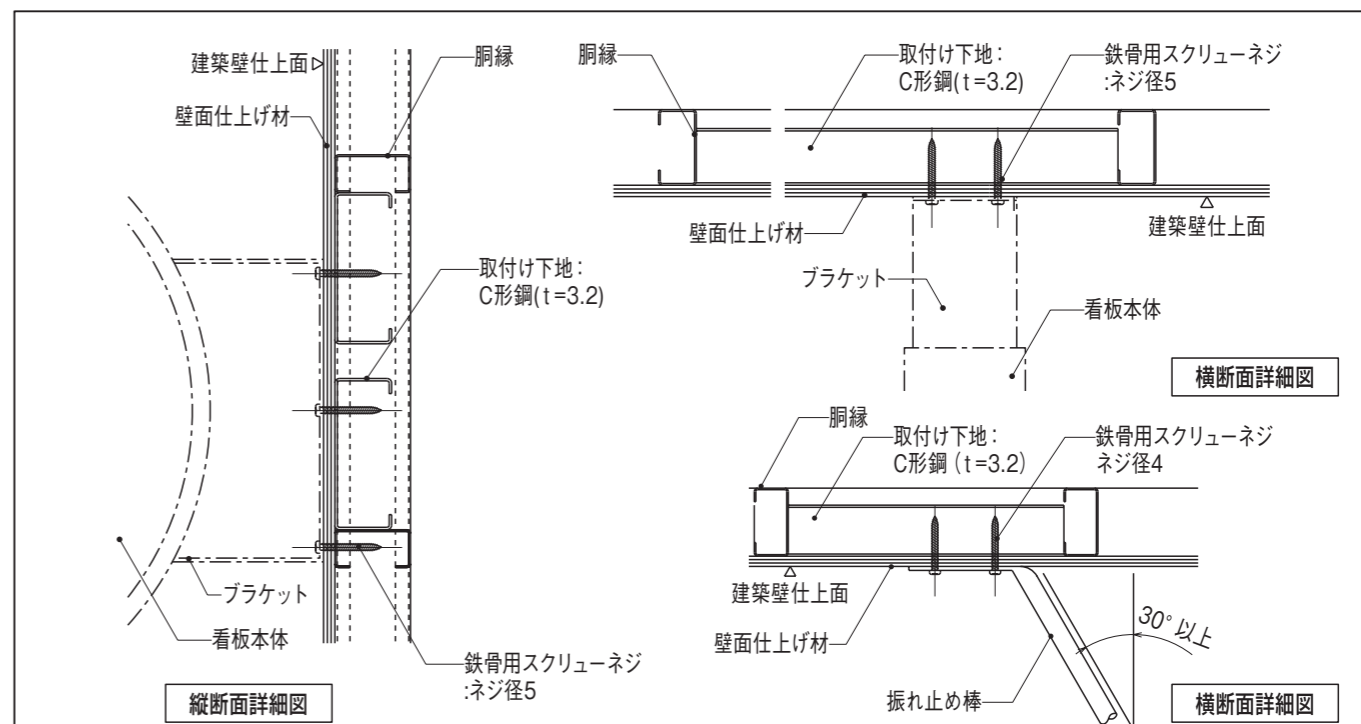 建築壁仕上面
胴縁
壁面仕上げ材
取付け下地：
C形鋼(t=3.2)
ブラケット
看板本体
鉄骨用スクリューネジ
:ネジ径5
縦断面詳細図
胴縁
取付け下地：
C形鋼(t=3.2)
鉄骨用スクリューネジ
:ネジ径5
壁面仕上げ材
建築壁仕上面
ブラケット
看板本体
横断面詳細図
胴縁
取付け下地：
C形鋼（t=3.2）
鉄骨用スクリューネジ
ネジ径4
建築壁仕上面
壁面仕上げ材
30°以上
振れ止め棒
横断面詳細図